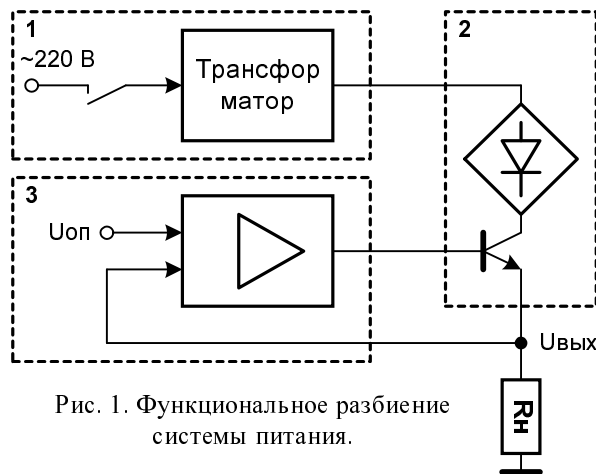 1
2
~220 В
Трансфор
матор
3
Uоп
Uвых
Rн
Рис. 1. Функциональное разбиение
системы питания.